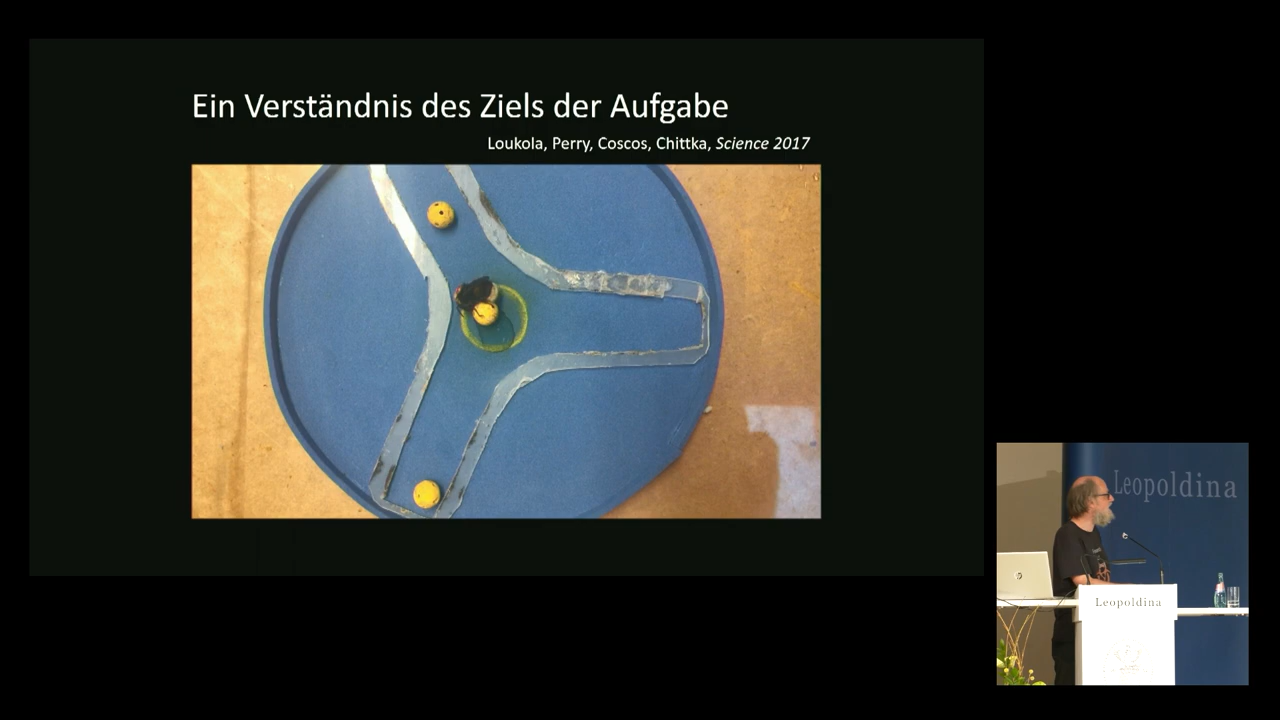 Ein Verständnis des Ziels der Aufgabe
Loukola, Perry, Coscos, Chittka, Science 2017
Leopoldina
Leopoldina